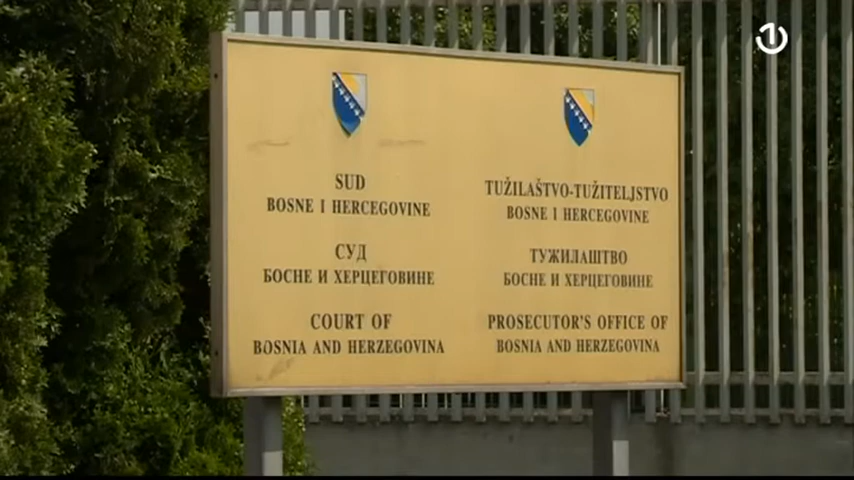 SUD
BOSNE I HERCEGOVINE
СУД
БОСНЕ И ХЕРЦЕГОВИНЕ
COURT OF
BOSNIA AND HERZEGOVINA
TUŽILAŠTVO-TUŽITELJSTVO
BOSNE I HERCEGOVINE
ТУЖИЛАШТВО
БОСНЕ И ХЕРЦЕГОВИНЕ
PROSECUTOR'S OFFICE OF
BOSNIA AND HERZEGOVINA
1